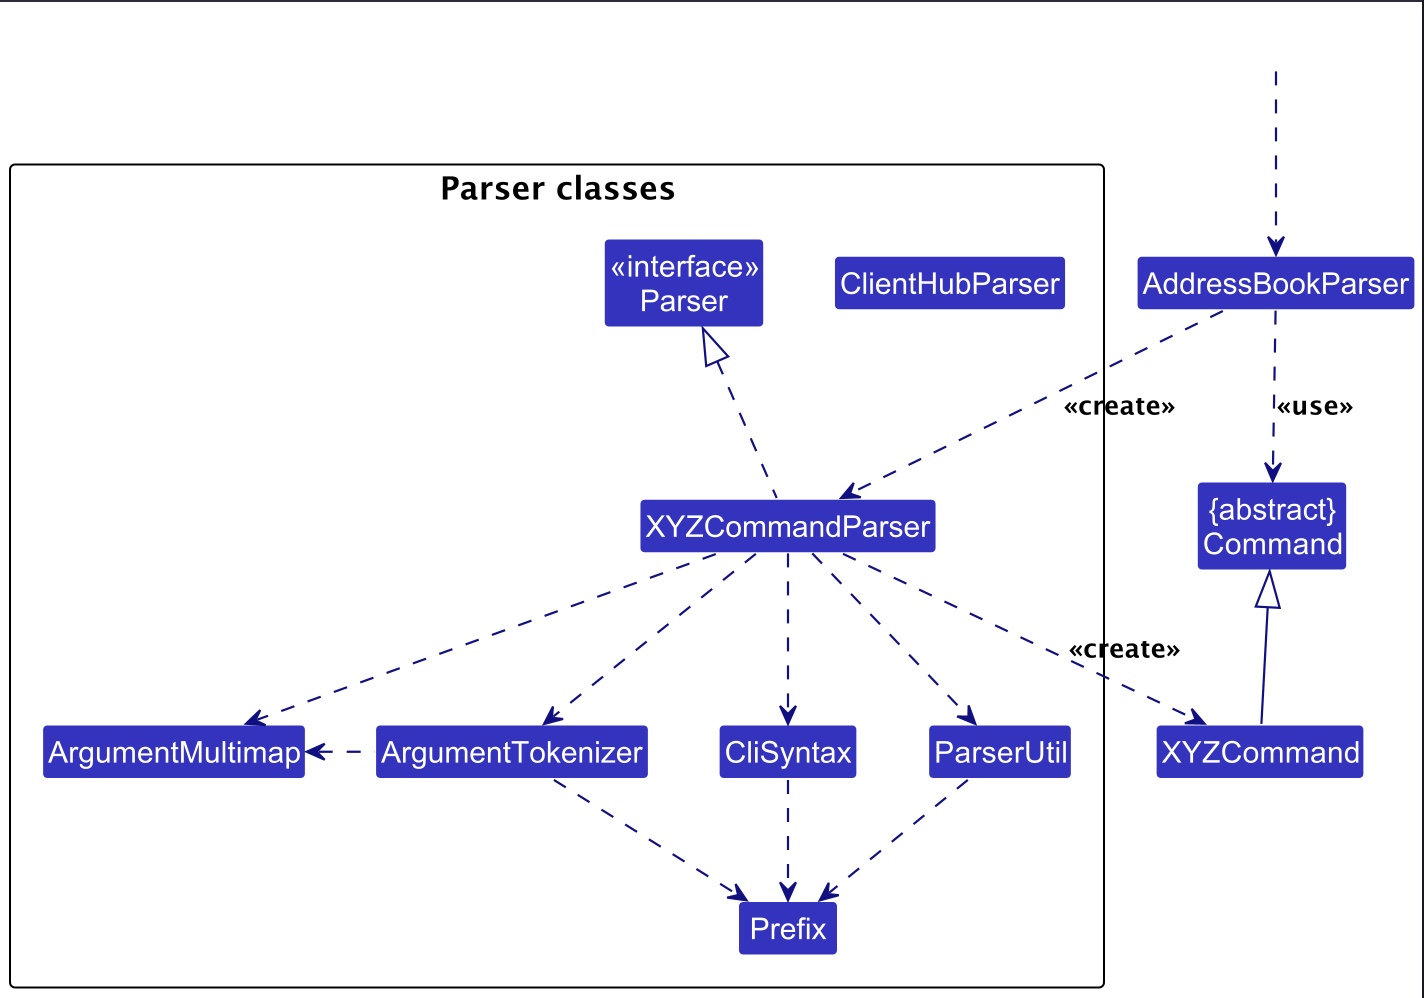 Parser classes
«interface»
Parser
ClientHubParser
AddressBookParser
«create»
«use»
{abstract}
Command
XYZCommandParser
«create»
ArgumentMultimap
ArgumentTokenizer
CliSyntax
ParserUtil
XYZCommand
Prefix